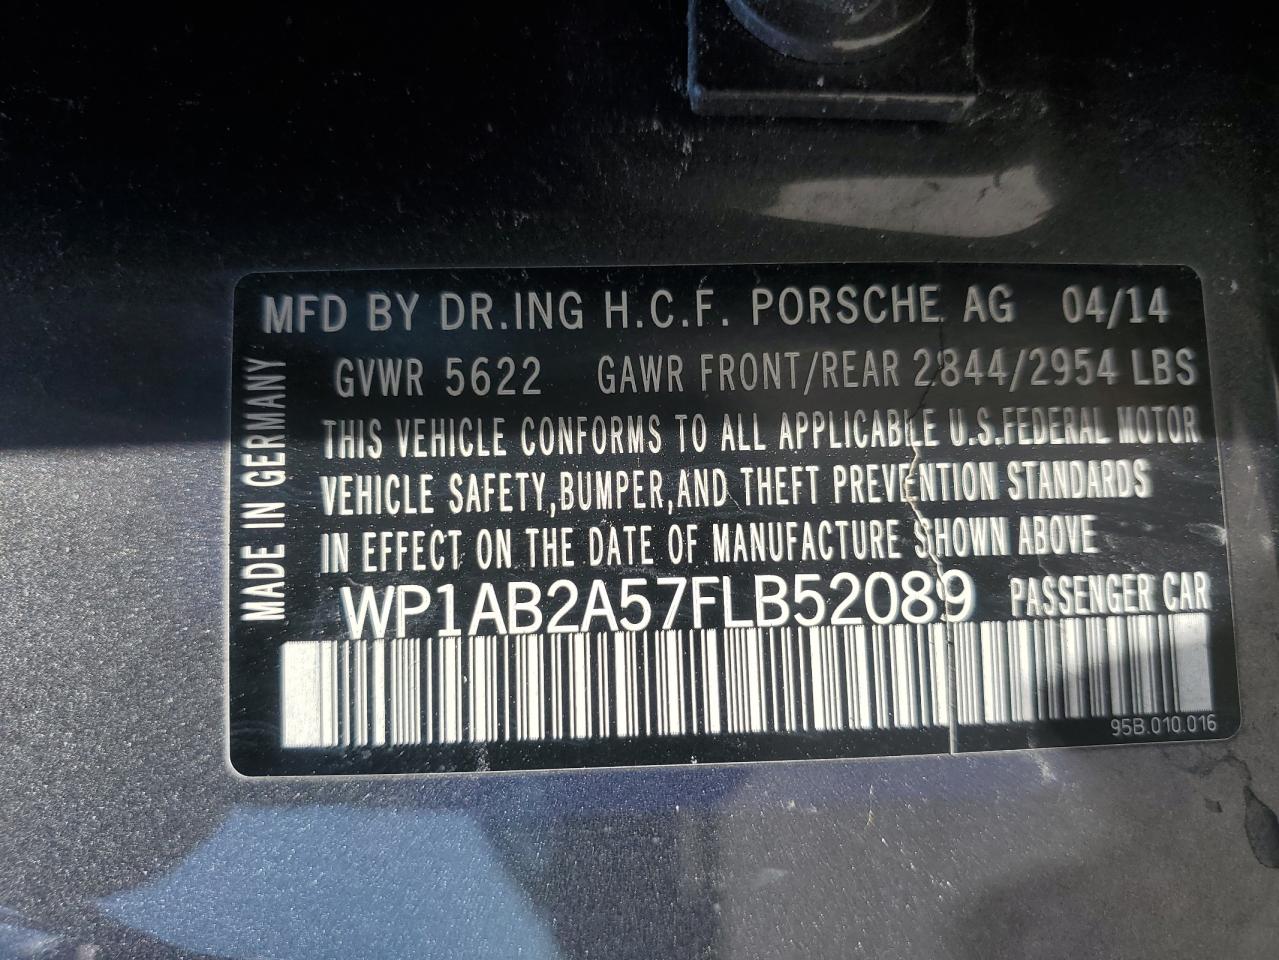 MFD BY DR.ING H.C.F. PORSCHE AG 04/14
GVWR 5622 GAWR FRONT/REAR 2844/2954 LBS
THIS VEHICLE CONFORMS TO ALL APPLICABLE U.S.FEDERAL MOTOR
VEHICLE SAFETY,BUMPER,AND THEFT PREVENTION STANDARDS
IN EFFECT ON THE DATE OF MANUFACTURE SHOWN ABOVE
WP1AB2A57FLB52089 PASSENGER CAR
95B.010.016
MADE IN GERMANY